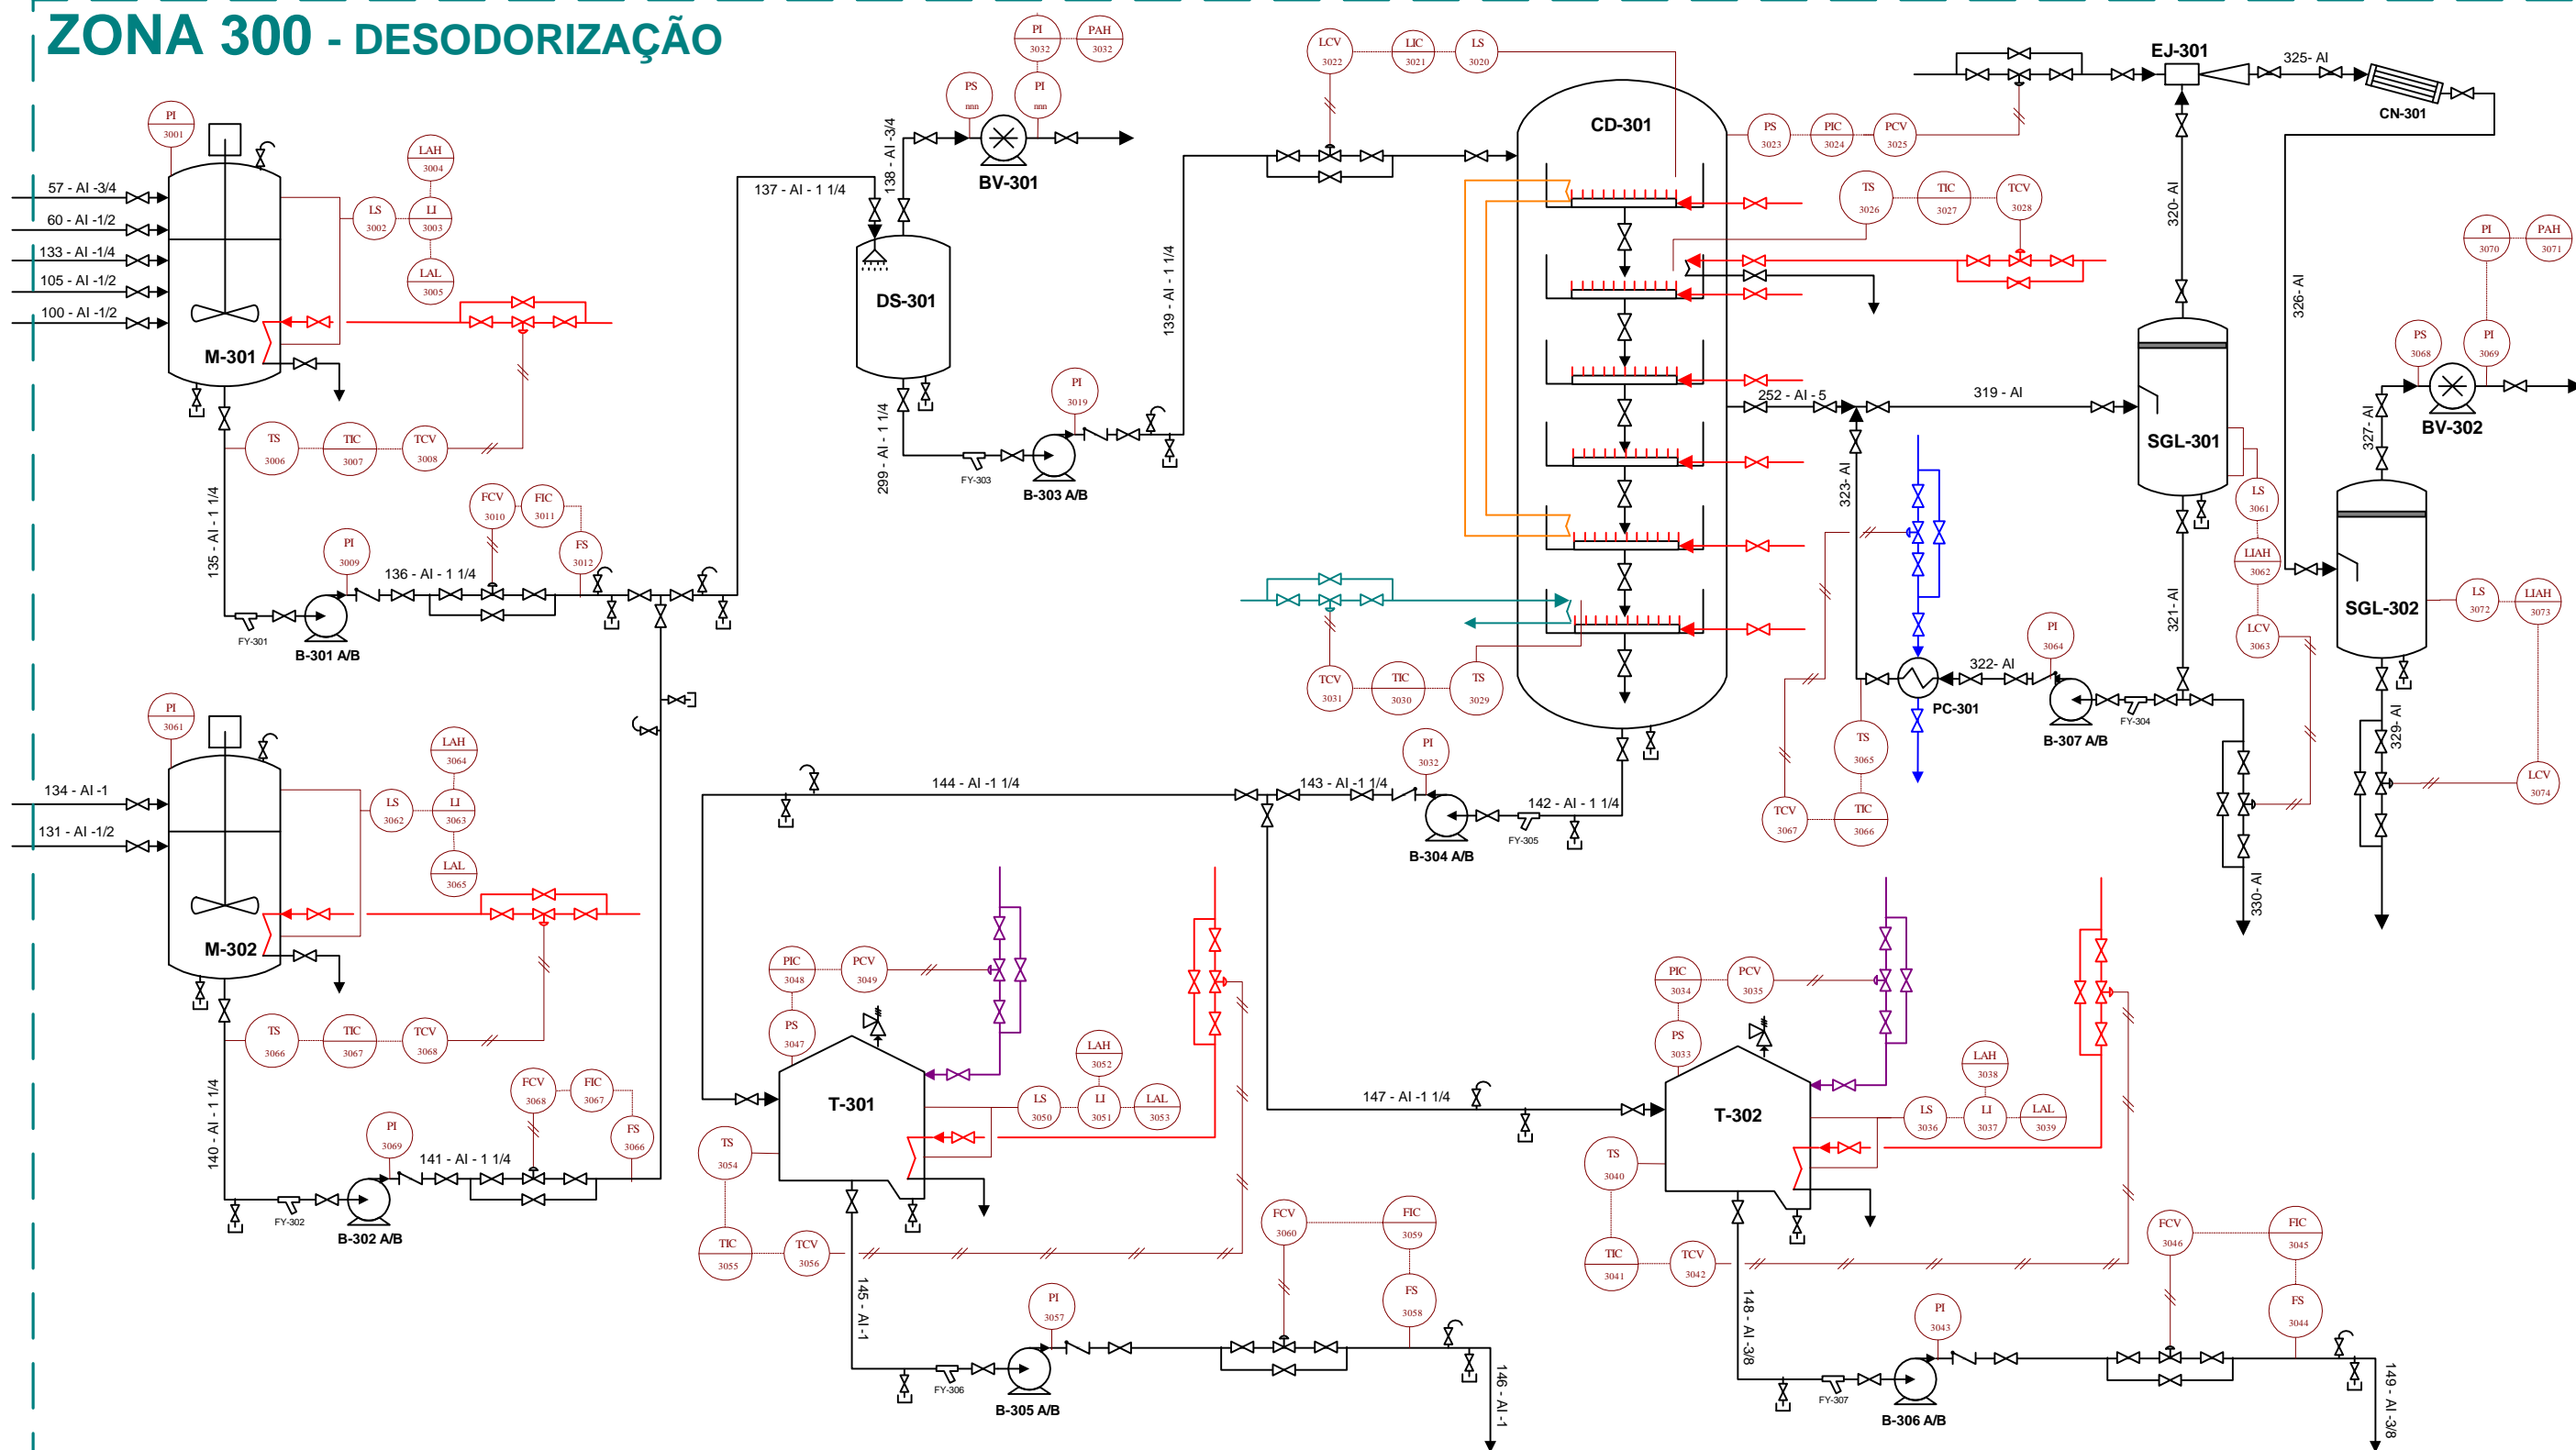 ZONA 300 - DESODORIZAÇÃO
PI
3001
LAH
3004
57 - AI -3/4
60 - AI -1/2
133 - AI -1/4
105 - AI -1/2
100 - AI -1/2
LS
3002
LI
3003
LAL
3005
M-301
TS
3006
TIC
3007
TCV
3008
135 - AI - 1 1/4
FY-301
PI
3009
B-301 A/B
136 - AI - 1 1/4
FCV
3010
FIC
3011
FS
3012
137 - AI - 1 1/4
138 - AI -3/4
PS
nnn
PI
nnn
PI
3032
PAH
3032
BV-301
DS-301
299 - AI - 1 1/4
FY-303
PI
3019
B-303 A/B
139 - AI - 1 1/4
LCV
3022
LIC
3021
LS
3020
CD-301
PS
3023
PIC
3024
PCV
3025
TS
3026
TIC
3027
TCV
3028
TCV
3031
TIC
3030
TS
3029
EJ-301
325- AI
CN-301
320- AI
326- AI
252 - AI - 5
319 - AI
323- AI
SGL-301
LS
3061
LIAH
3062
LCV
3063
321- AI
322- AI
PI
3064
PC-301
B-307 A/B
FY-304
TS
3065
TIC
3066
TCV
3067
330- AI
PI
3070
PAH
3071
PS
3068
PI
3069
BV-302
327- AI
SGL-302
LS
3072
LIAH
3073
LCV
3074
329- AI
PI
3061
LAH
3064
134 - AI -1
131 - AI -1/2
LS
3062
LI
3063
LAL
3065
M-302
TS
3066
TIC
3067
TCV
3068
140 - AI - 1 1/4
FY-302
PI
3069
B-302 A/B
141 - AI - 1 1/4
FCV
3068
FIC
3067
FS
3066
144 - AI -1 1/4
143 - AI -1 1/4
PI
3032
142 - AI - 1 1/4
FY-305
B-304 A/B
PIC
3048
PCV
3049
PS
3047
T-301
LAH
3052
LS
3050
LI
3051
LAL
3053
TS
3054
TIC
3055
TCV
3056
145 - AI -1
FY-306
PI
3057
B-305 A/B
FCV
3060
FIC
3059
FS
3058
146 - AI -1
147 - AI -1 1/4
PIC
3034
PCV
3035
PS
3033
T-302
LAH
3038
LS
3036
LI
3037
LAL
3039
TS
3040
TIC
3041
TCV
3042
148 - AI -3/8
FY-307
PI
3043
B-306 A/B
FCV
3046
FIC
3045
FS
3044
149 - AI -3/8